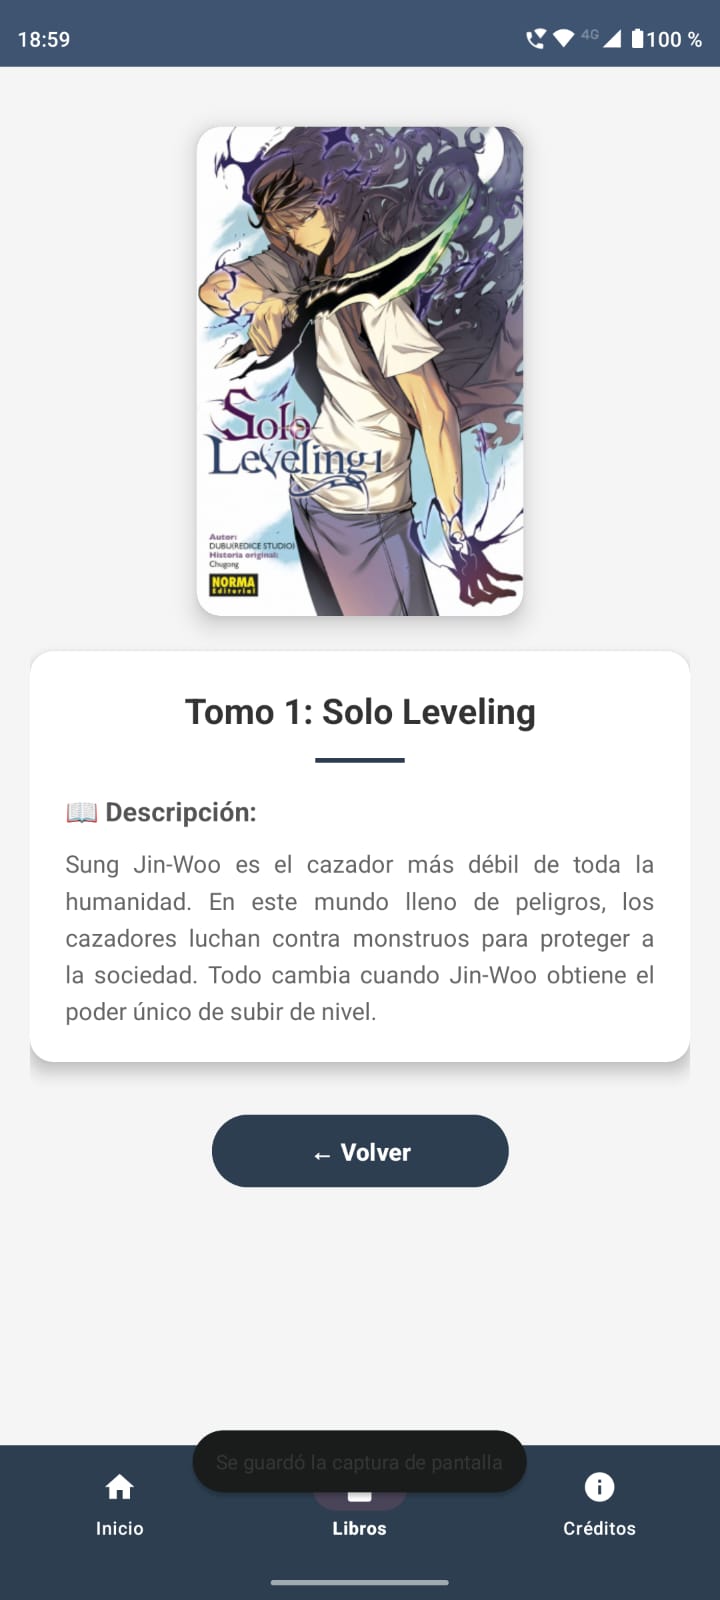 18:59
4G
100 %
Solo
Leveling 1
Autor:
DUBU(REDICE STUDIO)
Historia original:
Chugong
NORMA
Editorial
Tomo 1: Solo Leveling
📖 Descripción:
Sung Jin-Woo es el cazador más débil de toda la
humanidad. En este mundo lleno de peligros, los
cazadores luchan contra monstruos para proteger a
la sociedad. Todo cambia cuando Jin-Woo obtiene el
poder único de subir de nivel.
← Volver
Se guardó la captura de pantalla
Inicio
Libros
Créditos